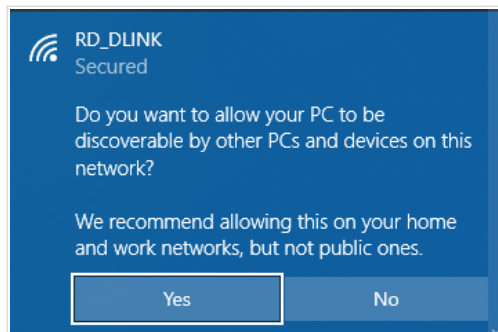 RD_DLINK
Secured
Do you want to allow your PC to be
discoverable by other PCs and devices on this
network?
We recommend allowing this on your home
and work networks, but not public ones.
Yes
No